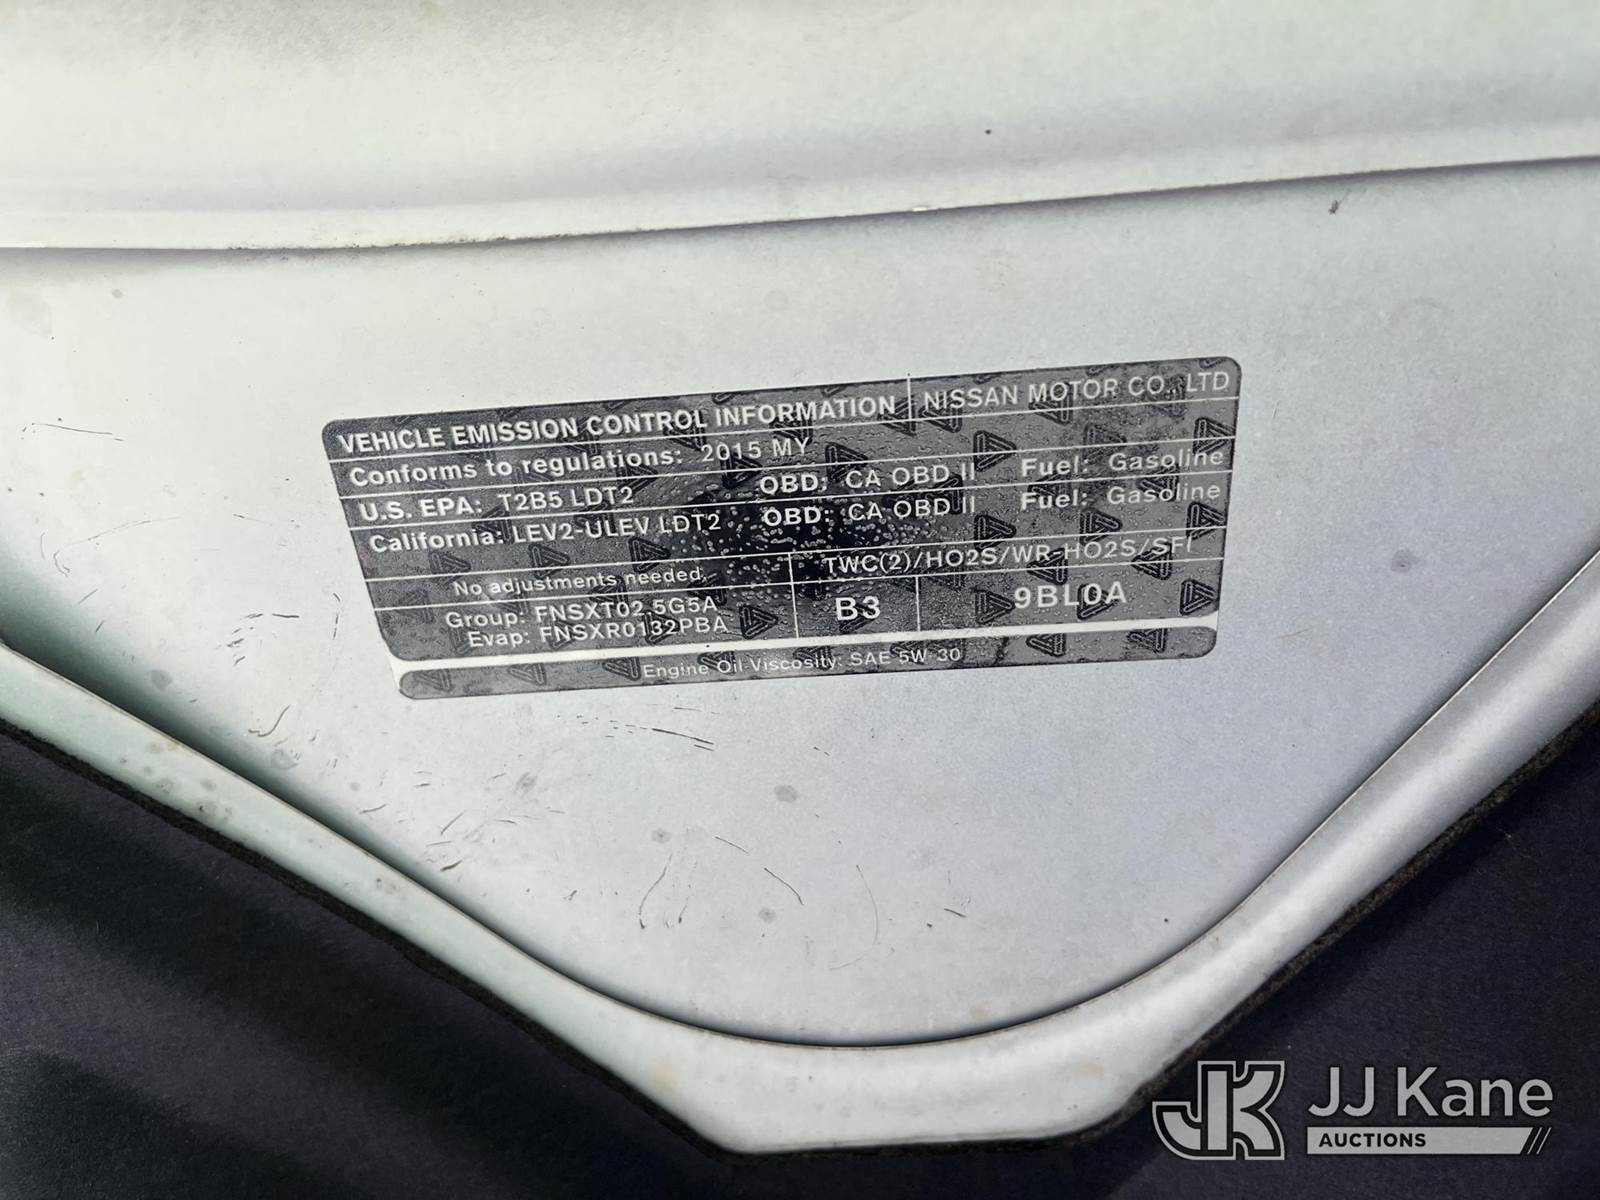 VEHICLE EMISSION CONTROL INFORMATION NISSAN MOTOR CO., LTD
Conforms to regulations: 2015 MY
U.S. EPA: T2B5 LDT2 OBD: CA OBD II Fuel: Gasoline
California: LEV2-ULEV LDT2 OBD: CA OBD II Fuel: Gasoline
No adjustments needed. TWC(2)/HO2S/WR-HO2S/SFI
Group: FNSXT02.5G5A B3 9BL0A
Evap: FNSXR0132PBA
Engine Oil Viscosity: SAE 5W-30
JK JJ Kane
AUCTIONS